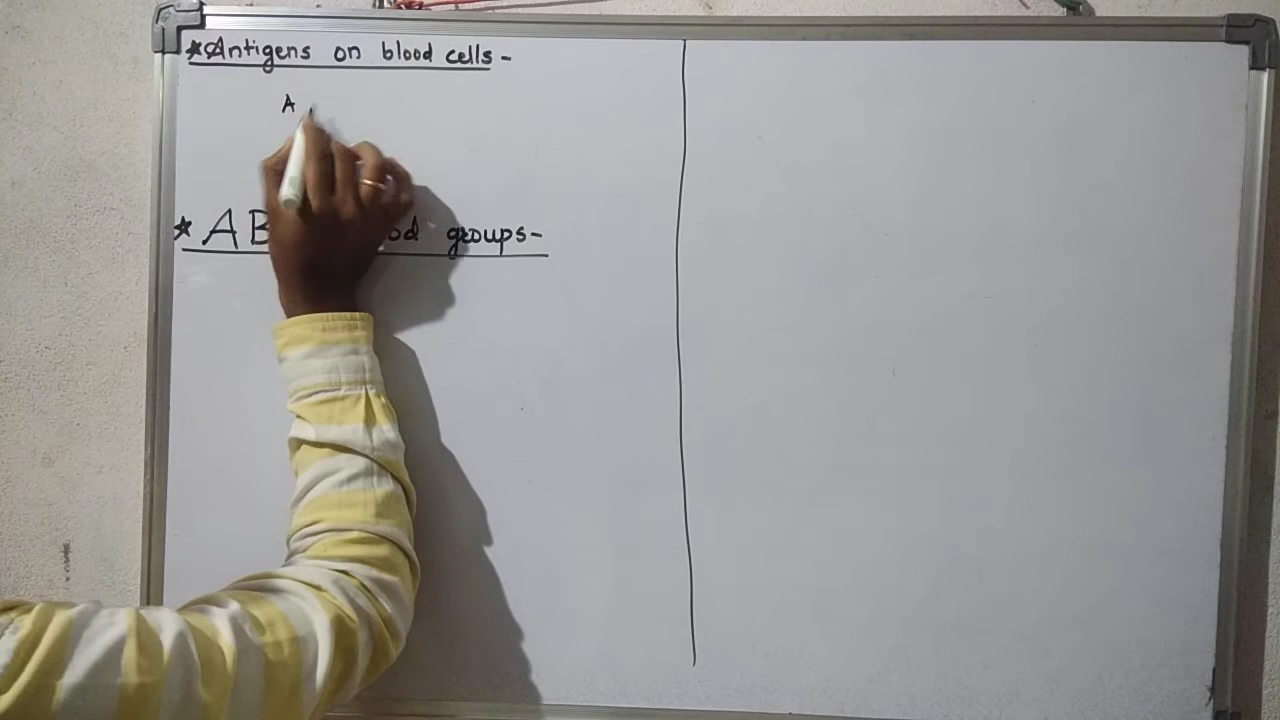 *Antigens on blood cells-
A
* AB groups-